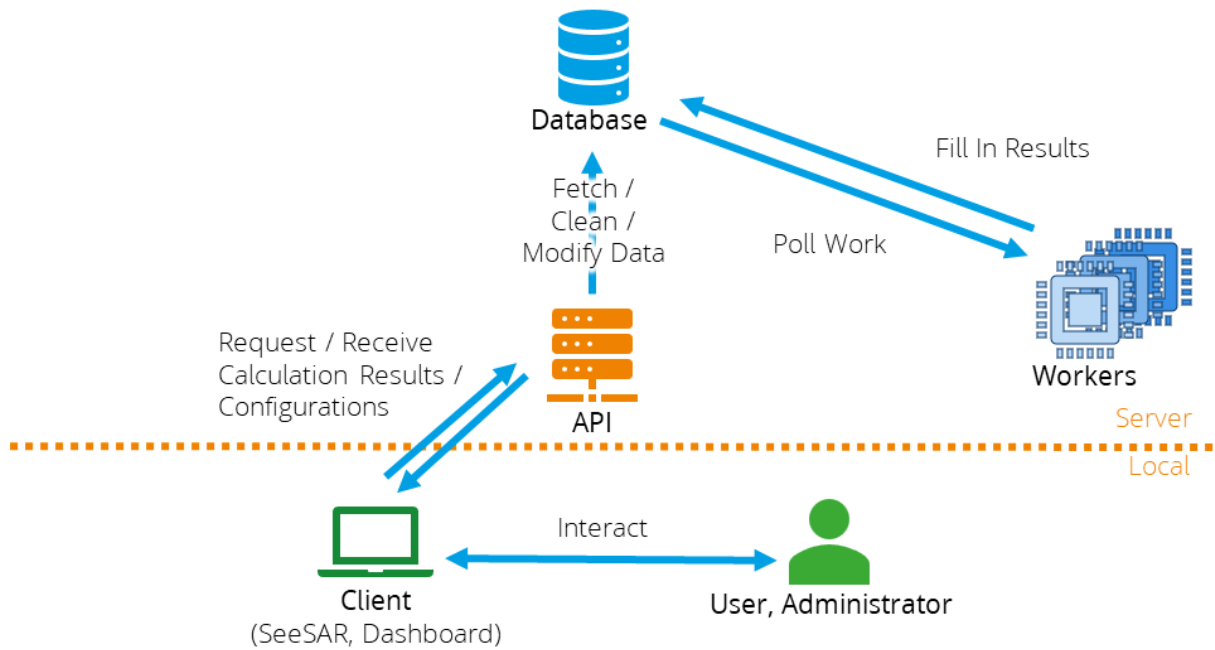 Database
Fill In Results
Fetch /
Clean /
Modify Data
Poll Work
Request / Receive
Calculation Results /
Configurations
Workers
API
Server
Local
Interact
Client
(SeeSAR, Dashboard)
User, Administrator